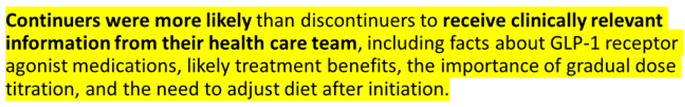 Continuers were more likely than discontinuers to receive clinically relevant
information from their health care team, including facts about GLP-1 receptor
agonist medications, likely treatment benefits, the importance of gradual dose
titration, and the need to adjust diet after initiation.